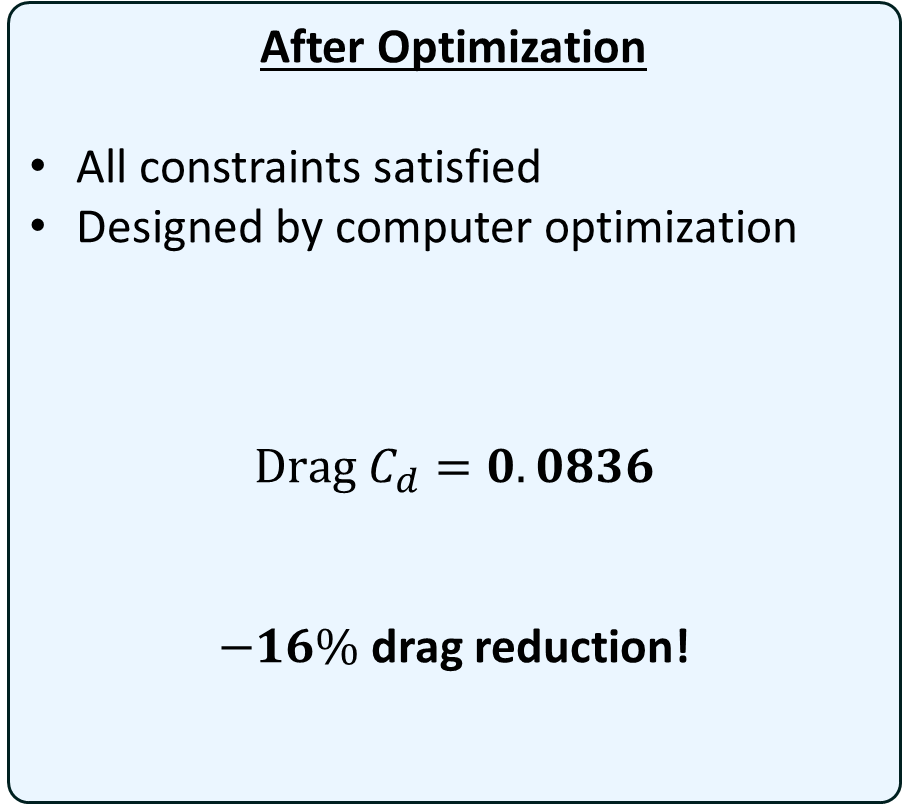 After Optimization
• All constraints satisfied
• Designed by computer optimization
Drag C_d = 0.0836
−16% drag reduction!